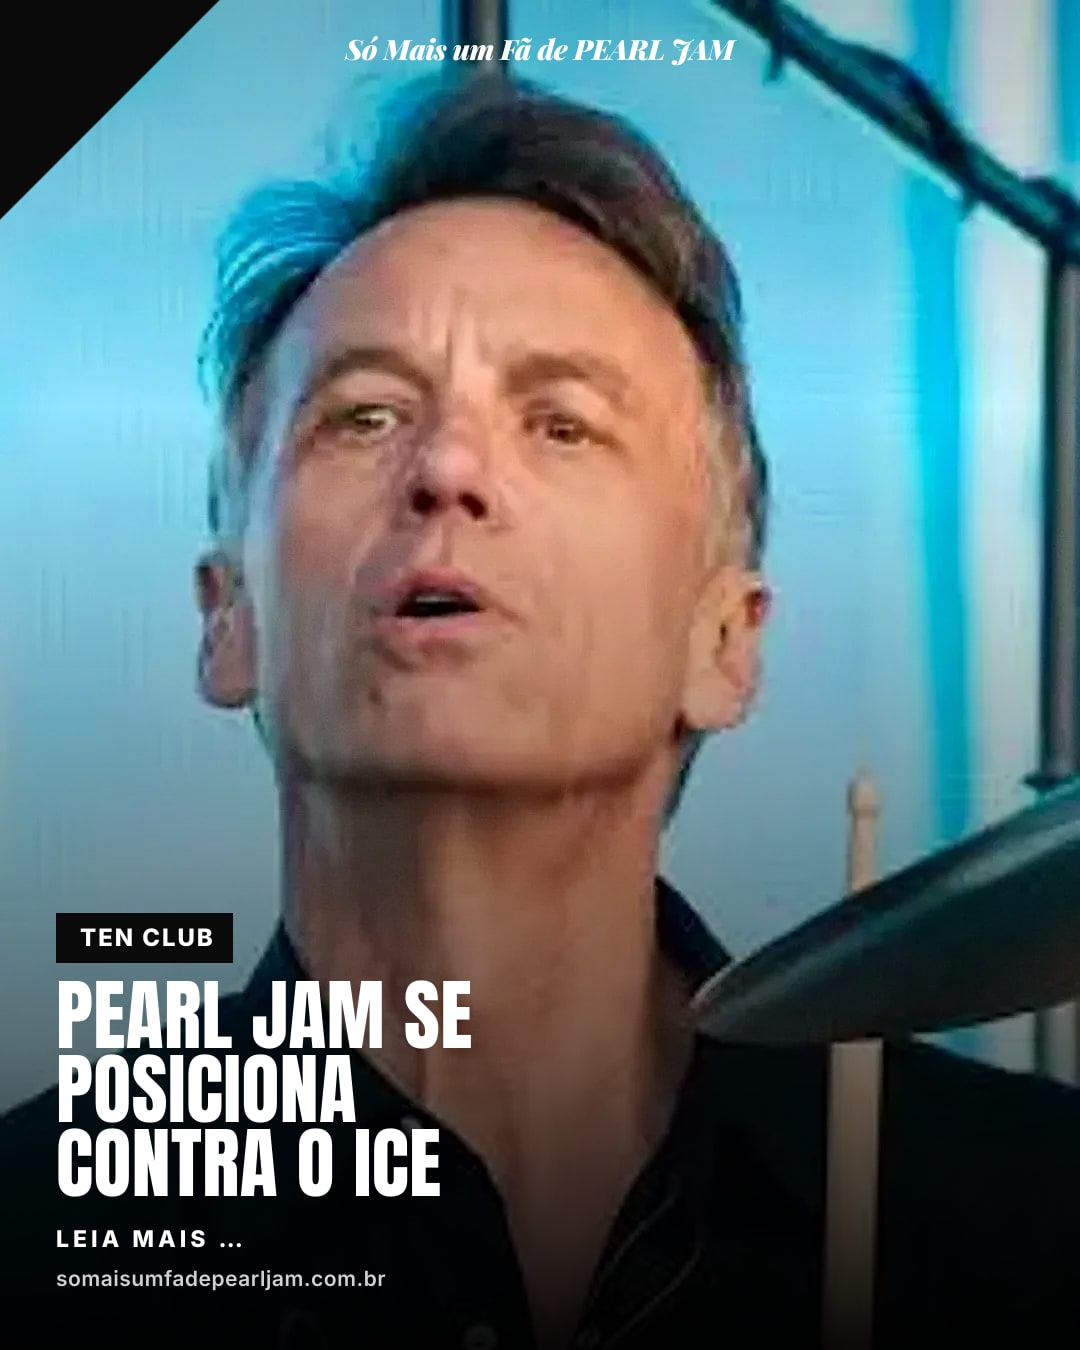 Só Mais um Fã de PEARL JAM
TEN CLUB
PEARL JAM SE
POSICIONA
CONTRA O ICE
LEIA MAIS ...
somaisumfadepearljam.com.br